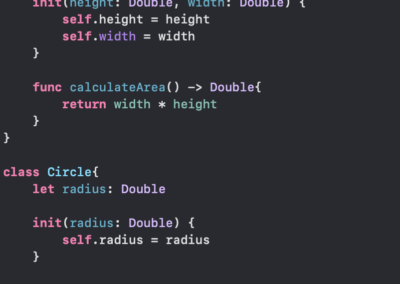 init(height: Double, width: Double) {
self.height = height
self.width = width
}
func calculateArea() -> Double{
return width * height
}
}
class Circle{
let radius: Double
init(radius: Double) {
self.radius = radius
}